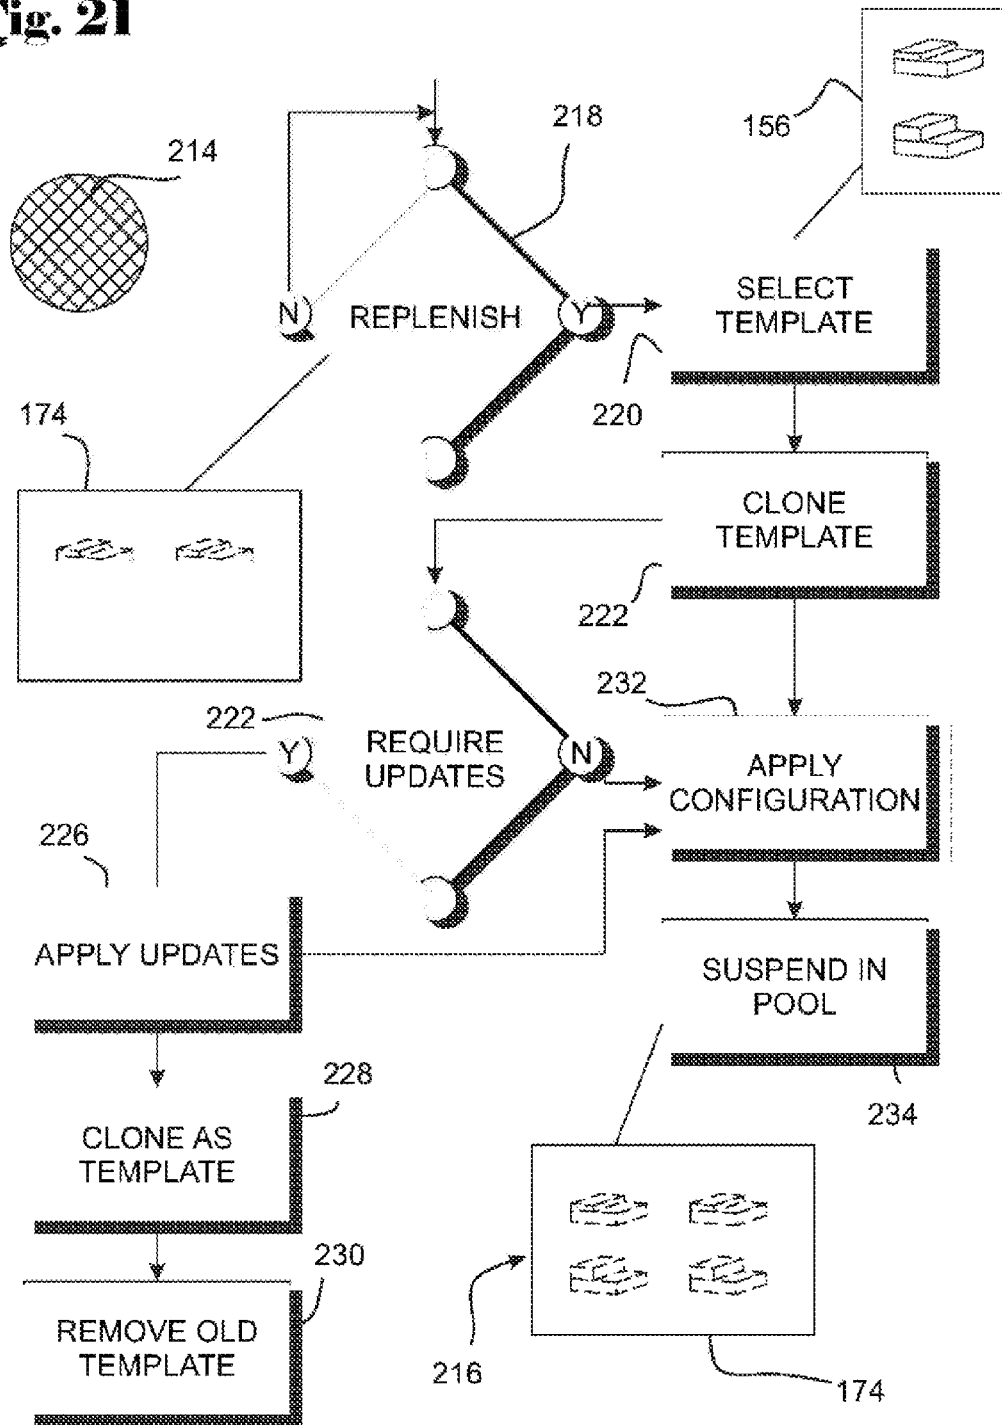 Fig. 21
214
218
156
N
REPLENISH
Y
SELECT
TEMPLATE
220
174
CLONE
TEMPLATE
222
232
222
Y
REQUIRE
UPDATES
N
APPLY
CONFIGURATION
226
APPLY UPDATES
SUSPEND IN
POOL
228
234
CLONE AS
TEMPLATE
230
REMOVE OLD
TEMPLATE
216
174